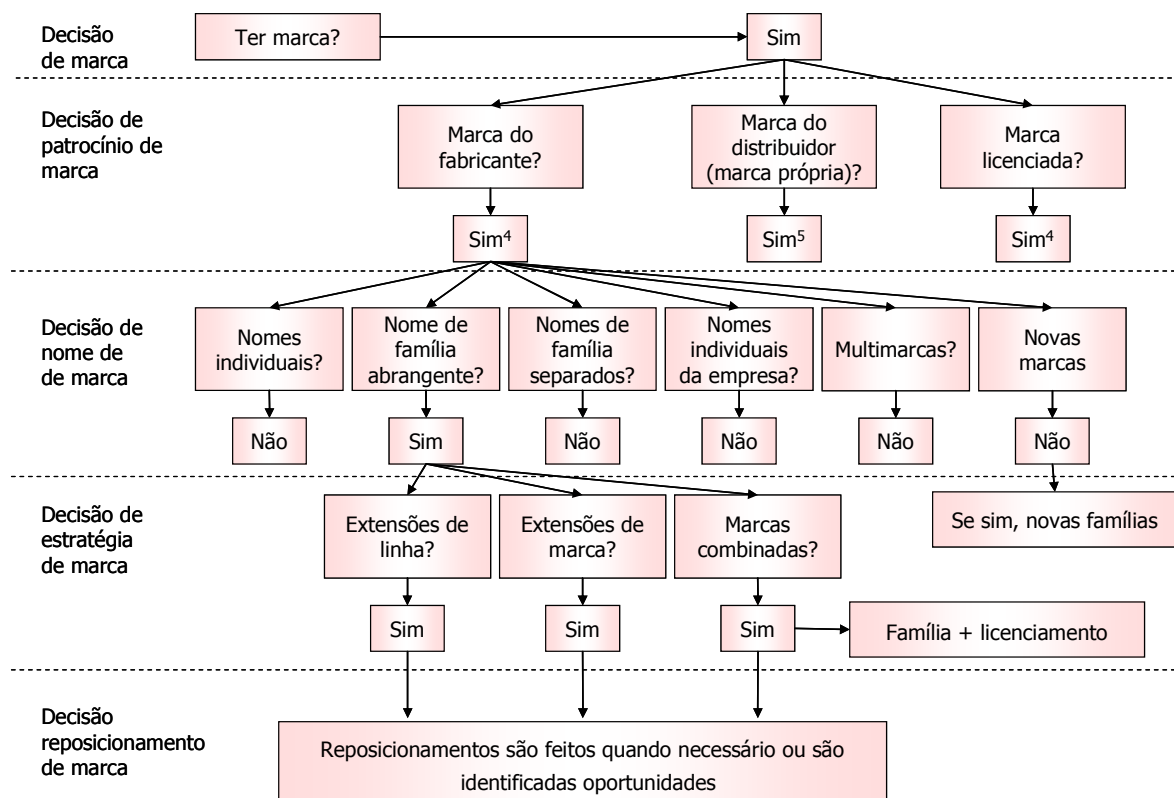 Decisão
de marca
Ter marca?
Sim
Decisão de
patrocínio de
marca
Marca do
fabricante?
Marca do
distribuidor
(marca própria)?
Marca
licenciada?
Sim⁴
Sim⁵
Sim⁴
Decisão de
nome de
marca
Nomes
individuais?
Nome de
família
abrangente?
Nomes de
família
separados?
Nomes
individuais
da empresa?
Multimarcas?
Novas
marcas
Não
Sim
Não
Não
Não
Não
Decisão de
estratégia
de marca
Extensões de
linha?
Extensões de
marca?
Marcas
combinadas?
Se sim, novas famílias
Sim
Sim
Sim
Família + licenciamento
Decisão
reposicionamento
de marca
Reposicionamentos são feitos quando necessário ou são
identificadas oportunidades